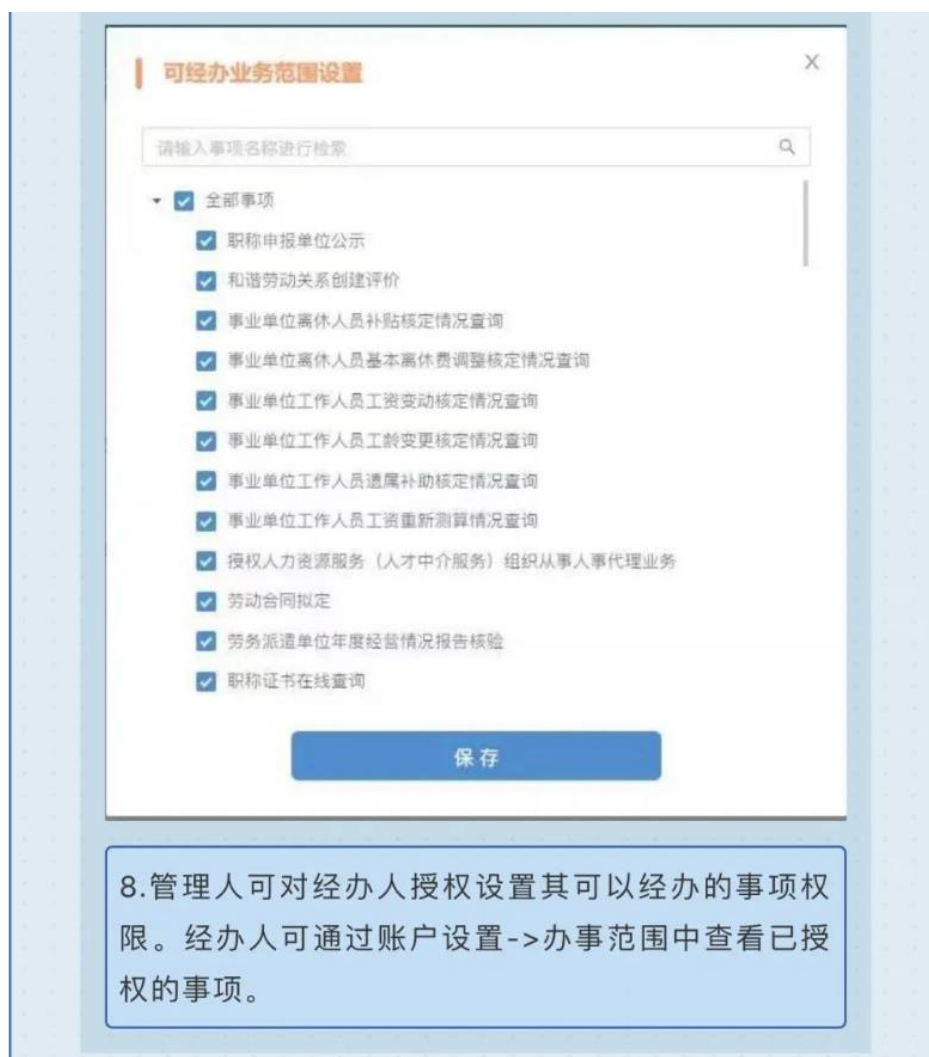 可经办业务范围设置
X
请输入事项名称进行检索
全部事项
职称申报单位公示
和谐劳动关系创建评价
事业单位离休人员补贴核定情况查询
事业单位离休人员基本离休费调整核定情况查询
事业单位工作人员工资变动核定情况查询
事业单位工作人员工龄变更核定情况查询
事业单位工作人员遗属补助核定情况查询
事业单位工作人员工资重新测算情况查询
授权人力资源服务（人才中介服务）组织从事人事代理业务
劳动合同拟定
劳务派遣单位年度经营情况报告核验
职称证书在线查询
保存
8.管理人可对经办人授权设置其可以经办的事项权
限。经办人可通过账户设置->办事范围中查看已授
权的事项。